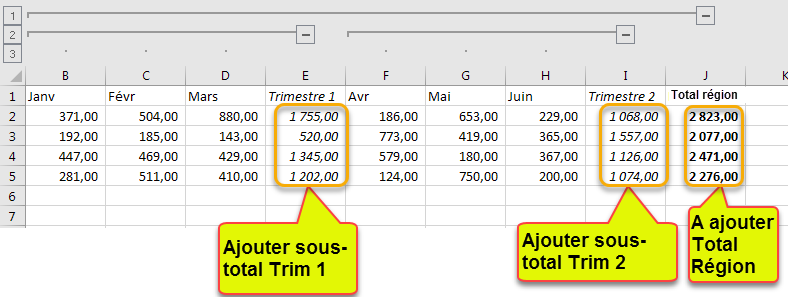 1
2
3
B C D E F G H I J K
1 Janv Févr Mars Trimestre 1 Avr Mai Juin Trimestre 2 Total région
2 371,00 504,00 880,00 1 755,00 186,00 653,00 229,00 1 068,00 2 823,00
3 192,00 185,00 143,00 520,00 773,00 419,00 365,00 1 557,00 2 077,00
4 447,00 469,00 429,00 1 345,00 579,00 180,00 367,00 1 126,00 2 471,00
5 281,00 511,00 410,00 1 202,00 124,00 750,00 200,00 1 074,00 2 276,00
6
7
Ajouter sous-
total Trim 1
Ajouter sous-
total Trim 2
A ajouter
Total
Région